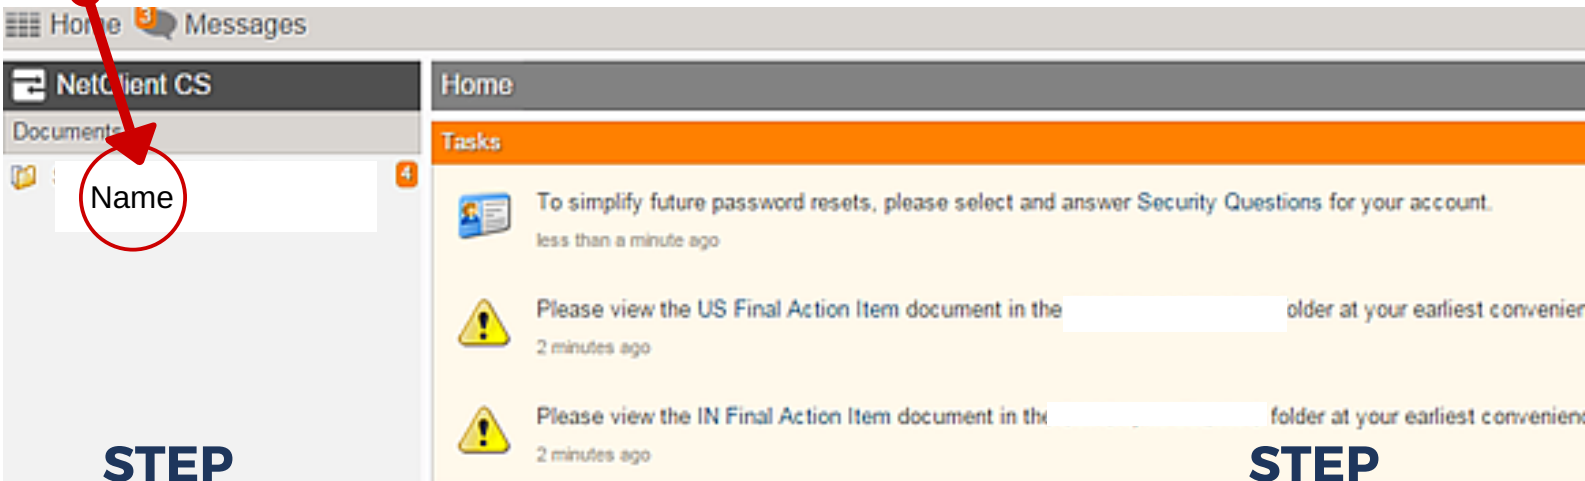 Home 3 Messages
NetClient CS
Home
Documents
Tasks
Name
4
To simplify future password resets, please select and answer Security Questions for your account.
less than a minute ago
Please view the US Final Action Item document in the
older at your earliest convenien
2 minutes ago
Please view the IN Final Action Item document in the
folder at your earliest convenienc
2 minutes ago
STEP
STEP